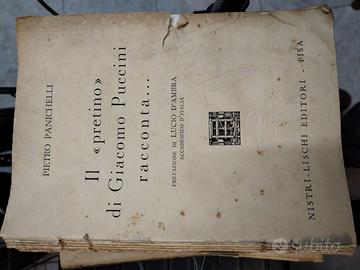 PIETRO PANICHELLI
Il «pretino»
di Giacomo Puccini
racconta...
PREFAZIONE DI LUCIO D'AMBRA
ACCADEMICO D'ITALIA
NISTRI-LISCHI EDITORI - PISA
subito